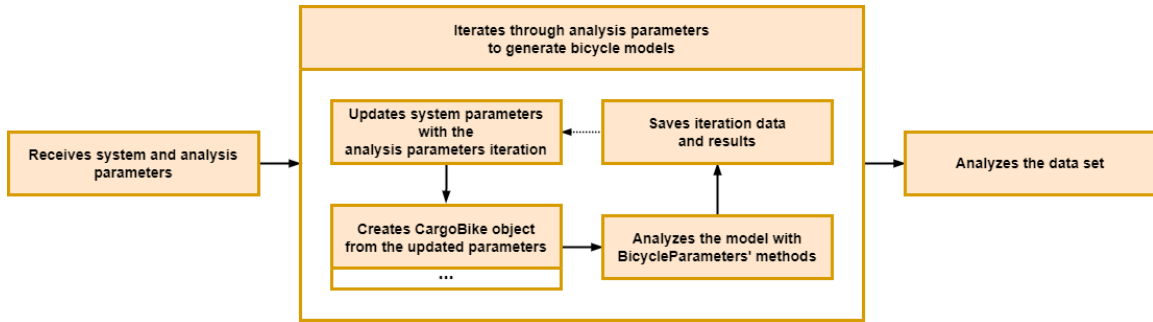 Iterates through analysis parameters
to generate bicycle models
Receives system and analysis
parameters
Updates system parameters
with the
analysis parameters iteration
Creates CargoBike object
from the updated parameters
...
Analyzes the model with
BicycleParameters' methods
Saves iteration data
and results
Analyzes the data set